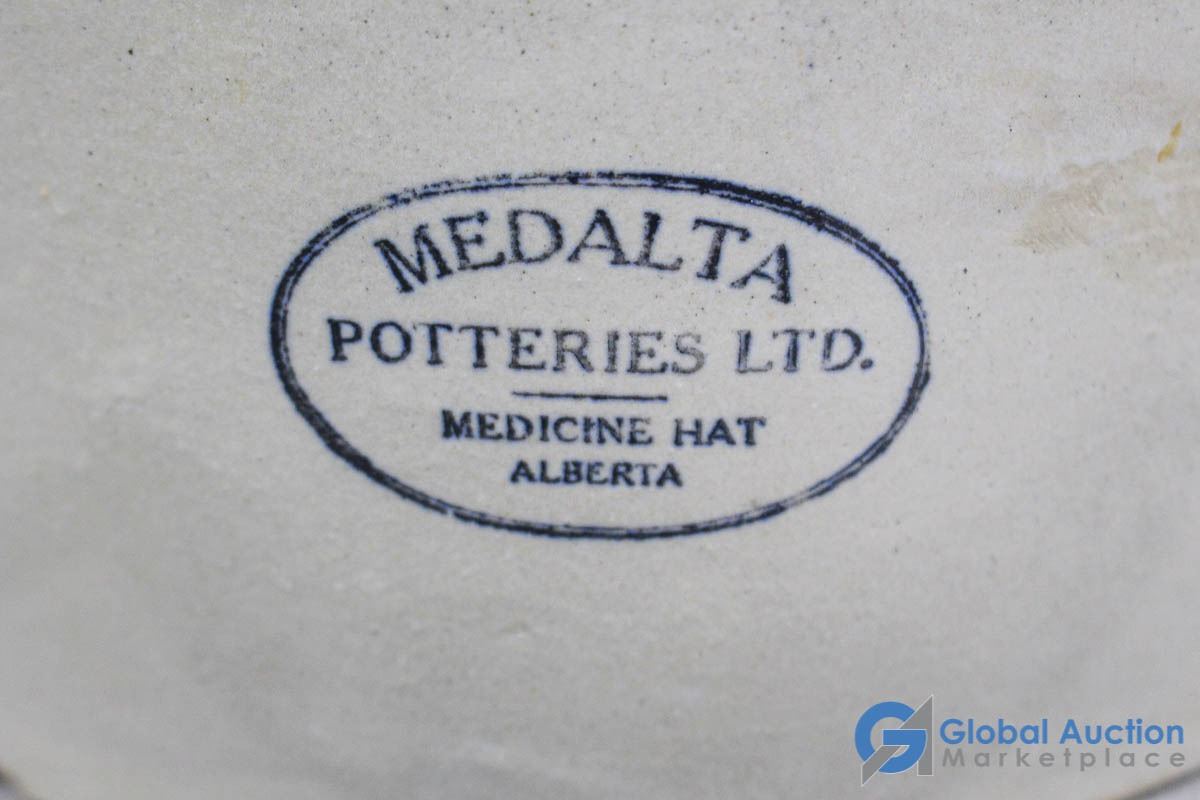 MEDALTA
POTTERIES LTD.
MEDICINE HAT
ALBERTA
Global Auction
Marketplace